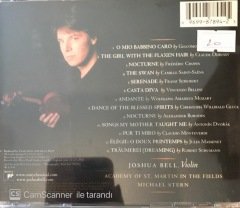 O MIO BABBINO CARO by GIACOMO
THE GIRL WITH THE FLAXEN HAIR by CLAUDE DEBUSSY
NOCTURNE by FRÉDÉRIC CHOPIN
THE SWAN by CAMILLE SAINT-SAËNS
SERENADE by FRANZ SCHUBERT
CASTA DIVA by VINCENZO BELLINI
ANDANTE by WOLFGANG AMADEUS MOZART
DANCE OF THE BLESSED SPIRITS by CHRISTOPH WILLIBALD GLUCK
NOCTURNE by ALEXANDER BORODIN
SONGS MY MOTHER TAUGHT ME by ANTONÍN DVOŘÁK
PUR TI MIRO by CLAUDIO MONTEVERDI
ÉLÉGIE: O DOUX PRINTEMPS by JULES MASSENET
TRÄUMEREI (DREAMING) by ROBERT SCHUMANN
JOSHUA BELL, Violin
ACADEMY OF ST. MARTIN IN THE FIELDS
MICHAEL STERN
CS CamScanner ile tarandı